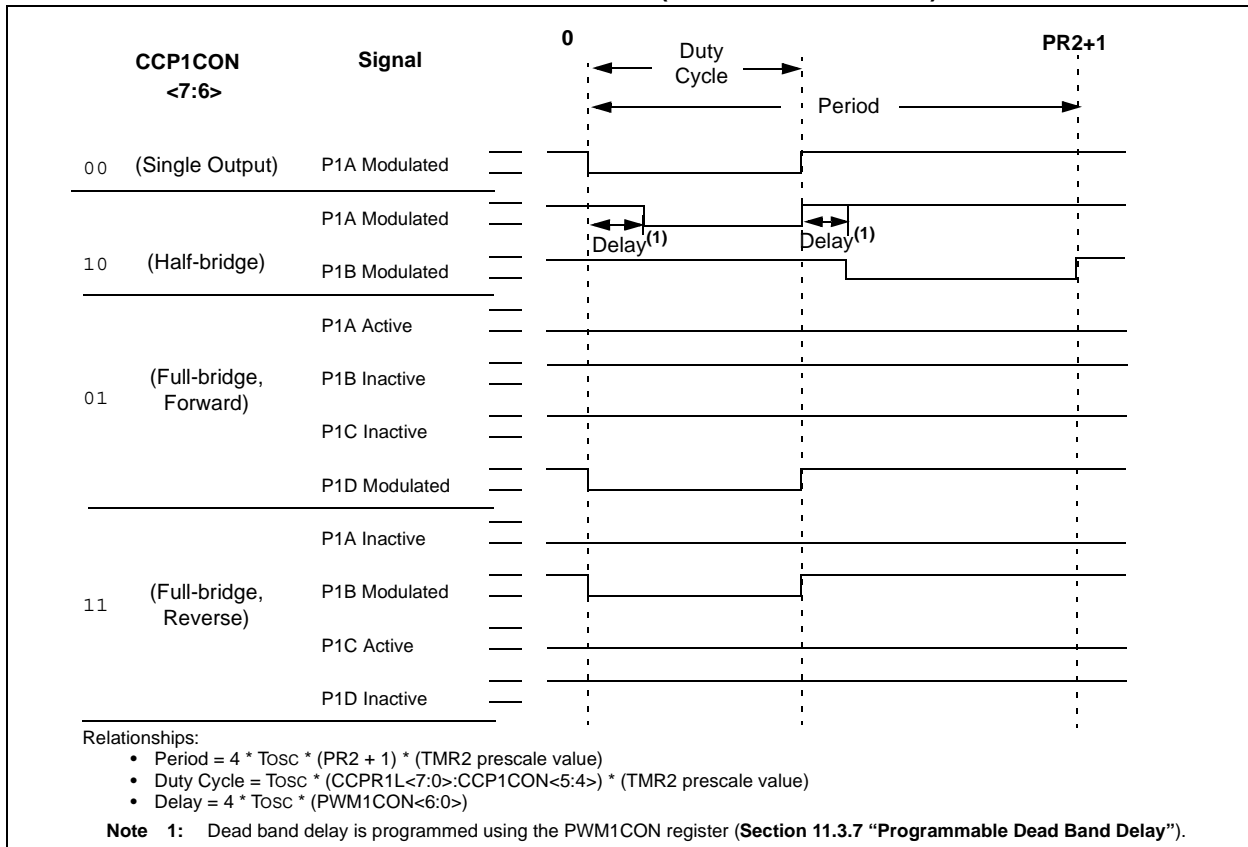 CCP1CON
<7:6>
Signal
0
PR2+1
Duty
Cycle
Period
00 (Single Output) P1A Modulated
P1A Modulated
Delay(1) Delay(1)
10 (Half-bridge)
P1B Modulated
P1A Active
01 (Full-bridge,
Forward)
P1B Inactive
P1C Inactive
P1D Modulated
P1A Inactive
11 (Full-bridge,
Reverse)
P1B Modulated
P1C Active
P1D Inactive
Relationships:
• Period = 4 * TOSC * (PR2 + 1) * (TMR2 prescale value)
• Duty Cycle = TOSC * (CCPR1L<7:0>:CCP1CON<5:4>) * (TMR2 prescale value)
• Delay = 4 * TOSC * (PWM1CON<6:0>)
Note 1: Dead band delay is programmed using the PWM1CON register (Section 11.3.7 “Programmable Dead Band Delay”).